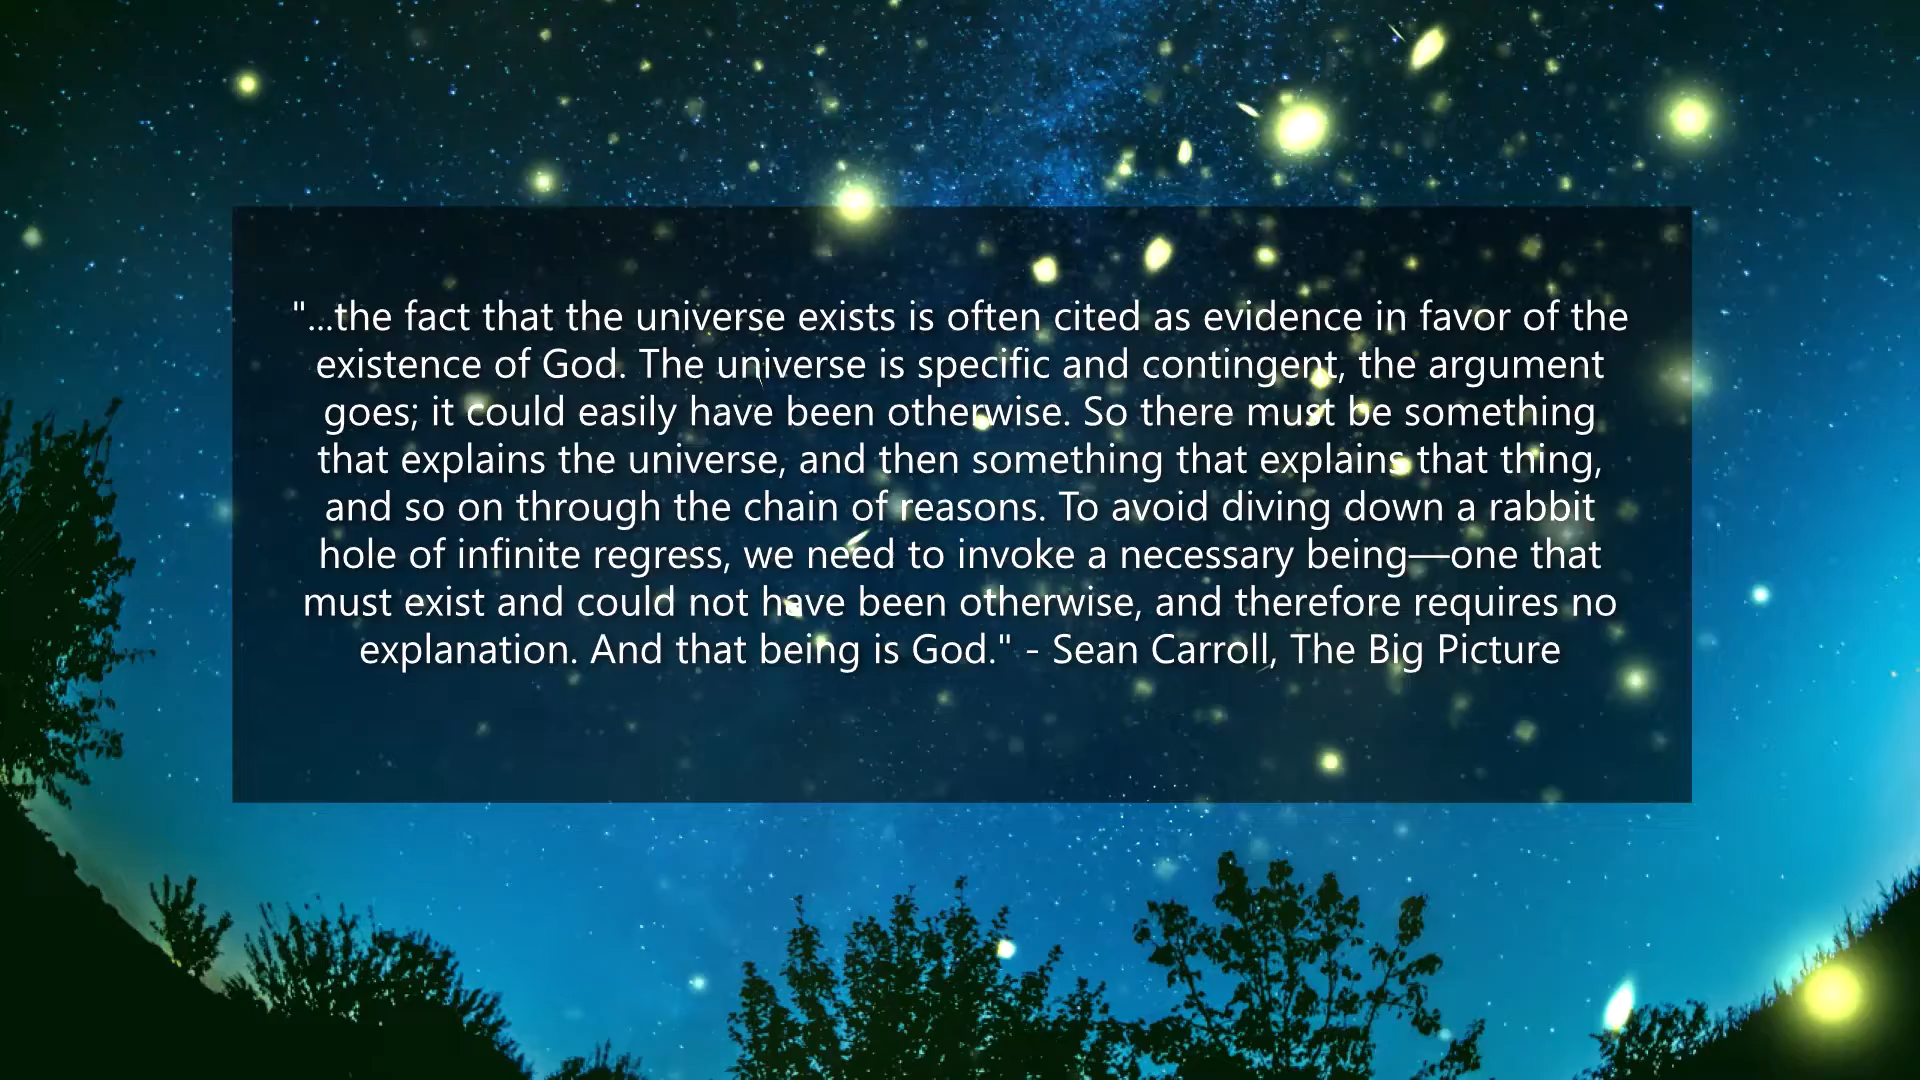 "...the fact that the universe exists is often cited as evidence in favor of the
existence of God. The universe is specific and contingent, the argument
goes; it could easily have been otherwise. So there must be something
that explains the universe, and then something that explains that thing,
and so on through the chain of reasons. To avoid diving down a rabbit
hole of infinite regress, we need to invoke a necessary being—one that
must exist and could not have been otherwise, and therefore requires no
explanation. And that being is God." - Sean Carroll, The Big Picture